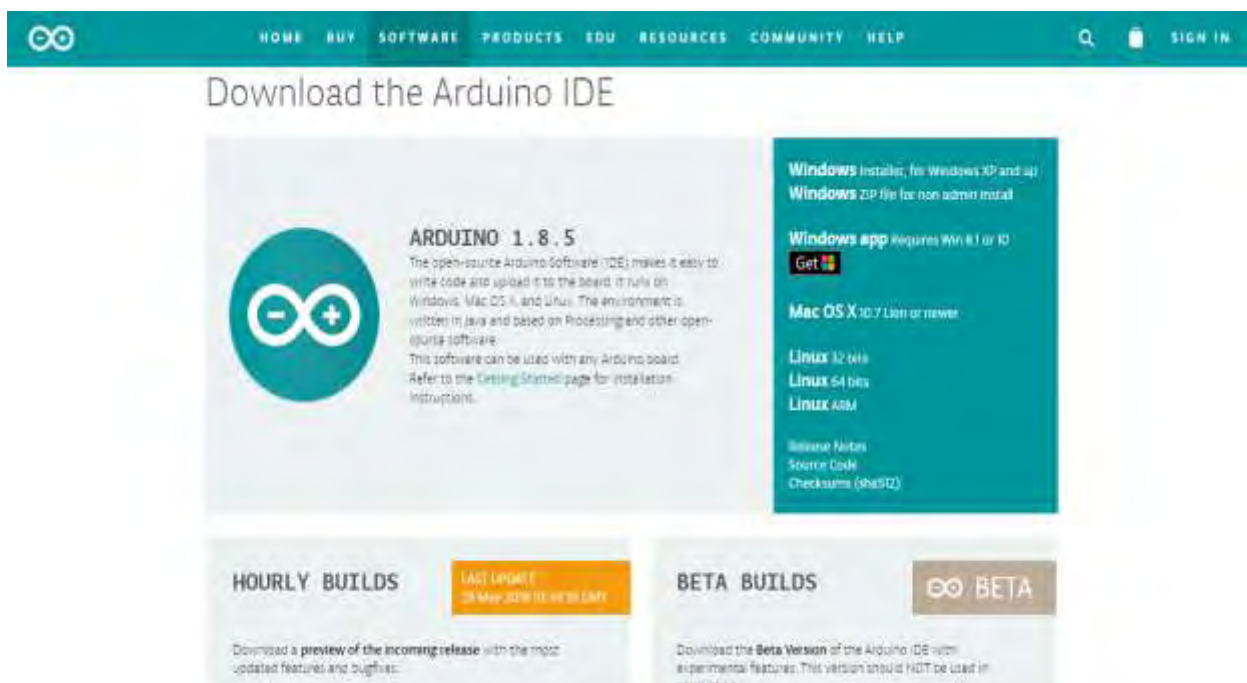 HOME BUY SOFTWARE PRODUCTS EDU RESOURCES COMMUNITY HELP SIGN IN
Download the Arduino IDE
ARDUINO 1.8.5
The open-source Arduino Software (IDE) makes it easy to
write code and upload it to the board. It runs on
Windows, Mac OS X, and Linux. The environment is
written in Java and based on Processing and other open-
source software.
This software can be used with any Arduino board.
Refer to the Getting Started page for installation
instructions.
Windows Installer, for Windows XP and up
Windows ZIP file for non admin install
Windows app Requires Win 8.1 or 10
Get
Mac OS X 10.7 Lion or newer
Linux 32 bits
Linux 64 bits
Linux ARM
Release Notes
Source Code
Checksums (sha512)
HOURLY BUILDS
LAST UPDATE
Download a preview of the incoming release with the most
updated features and bugfixes.
BETA BUILDS
BETA
Download the Beta Version of the Arduino IDE with
experimental features. This version should NOT be used in